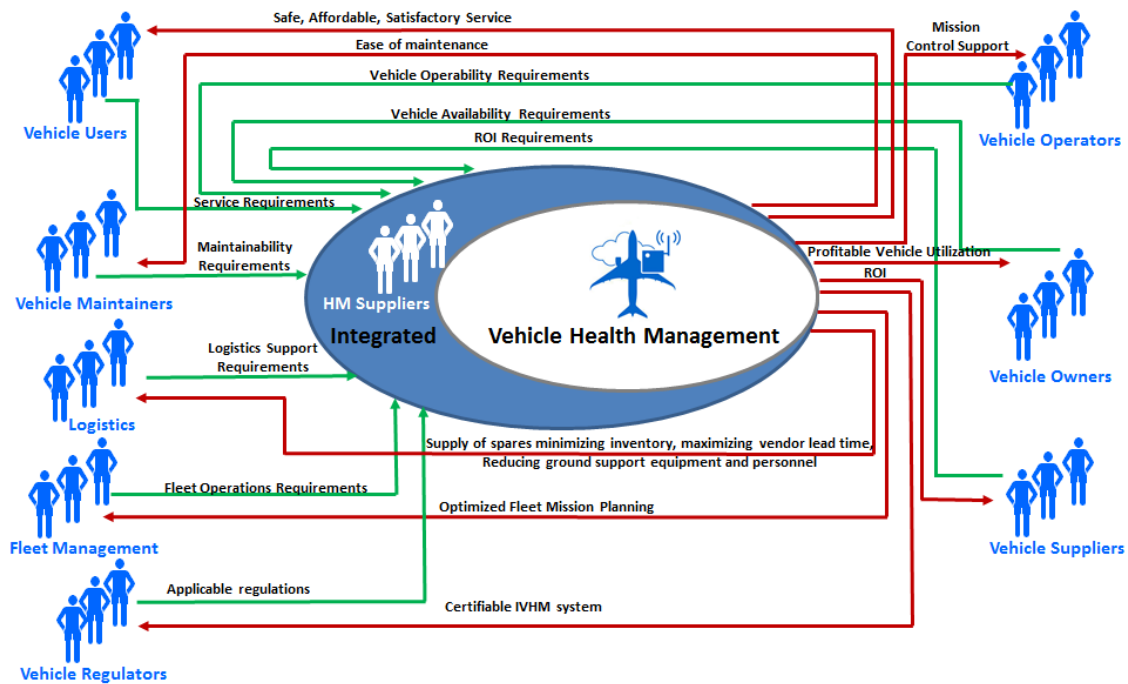 Safe, Affordable, Satisfactory Service
Ease of maintenance
Mission
Control Support
Vehicle Operability Requirements
Vehicle Availability Requirements
ROI Requirements
Vehicle Users
Vehicle Operators
Service Requirements
Maintainability
Requirements
Profitable Vehicle Utilization
ROI
Vehicle Maintainers
HM Suppliers
Integrated
Vehicle Health Management
Logistics Support
Requirements
Vehicle Owners
Logistics
Supply of spares minimizing inventory, maximizing vendor lead time,
Reducing ground support equipment and personnel
Fleet Operations Requirements
Optimized Fleet Mission Planning
Fleet Management
Vehicle Suppliers
Applicable regulations
Certifiable IVHM system
Vehicle Regulators